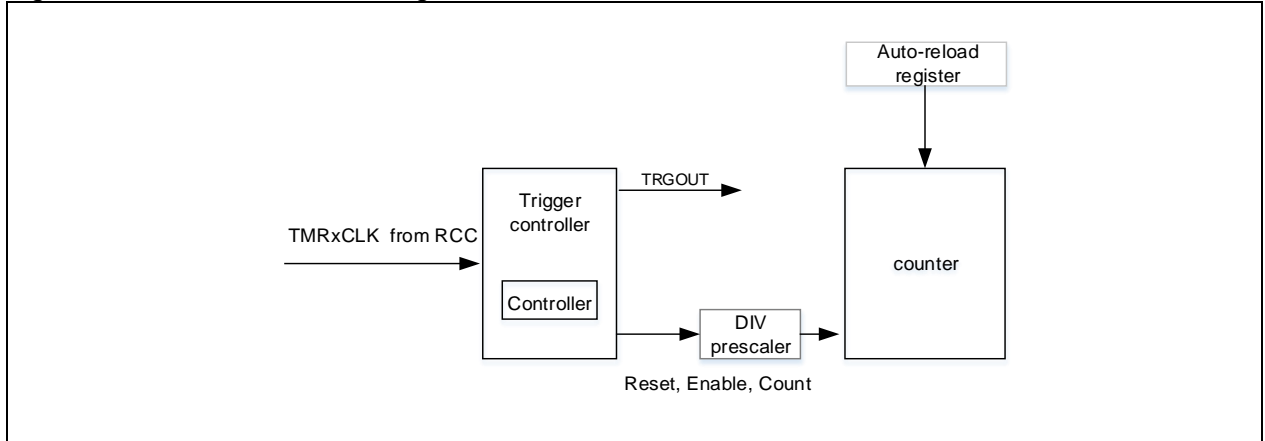 Auto-reload
register
TRGOUT
Trigger
controller
TMRxCLK from RCC
counter
Controller
DIV
prescaler
Reset, Enable, Count